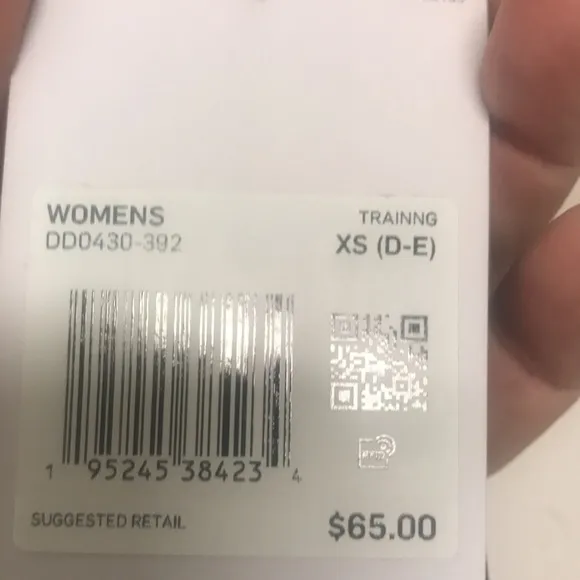 WOMENS
DD0430-392
TRAINNG
XS (D-E)
1 95245 38423 4
SUGGESTED RETAIL
$65.00